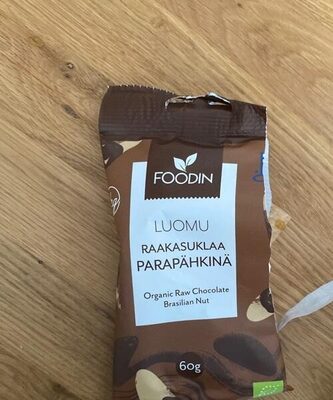 FOODIN
LUOMU
RAAKASUKLAA
PARAPÄHKINÄ
Organic Raw Chocolate
Brasilian Nut
60g